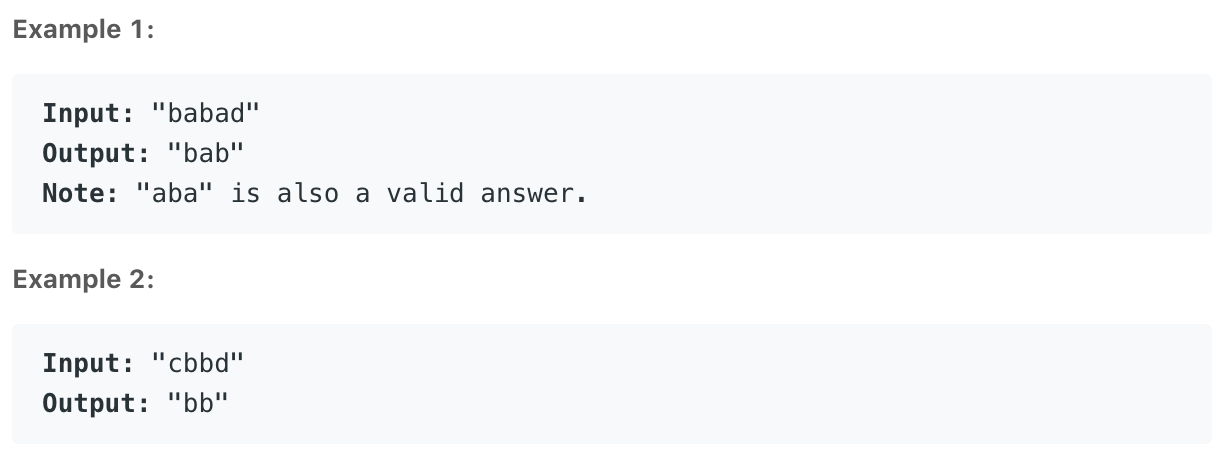 Example 1:
Input: "babad"
Output: "bab"
Note: "aba" is also a valid answer.
Example 2:
Input: "cbbd"
Output: "bb"